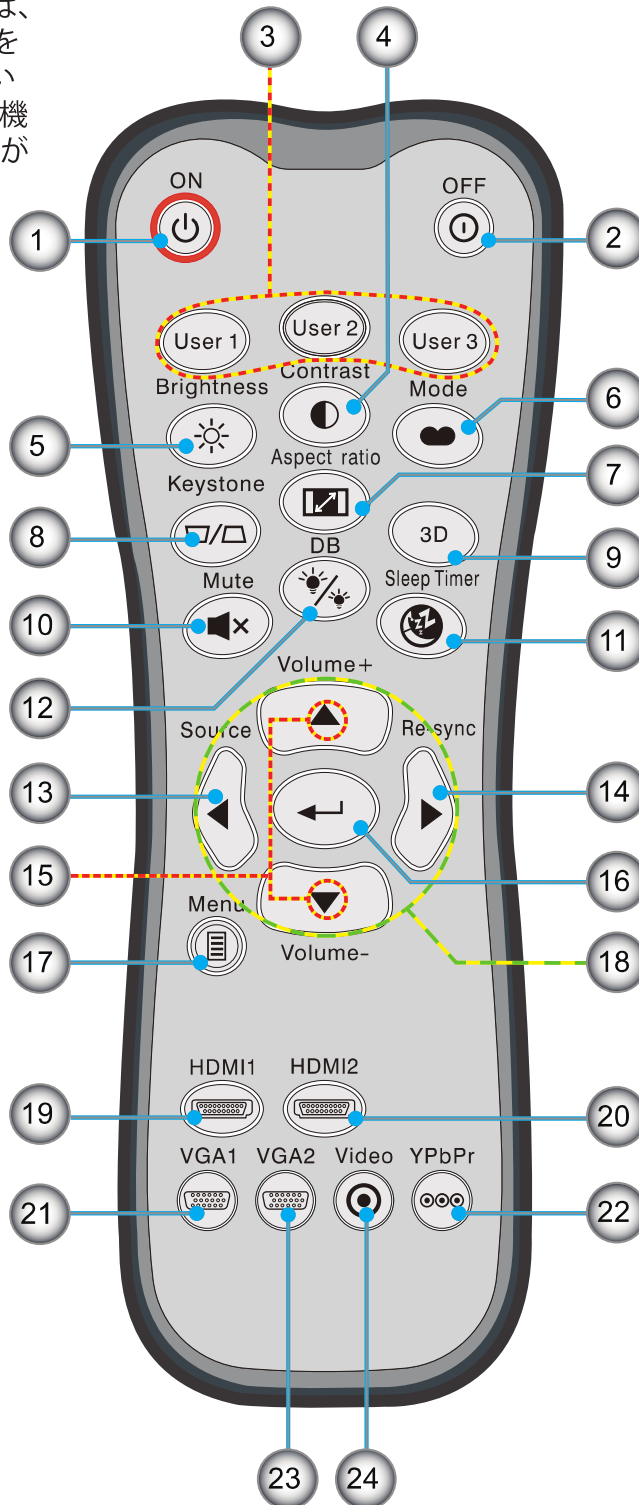 は、
を
い
機
が
3
4
ON
OFF
1
2
User 1
User 2
User 3
Brightness
Contrast
Mode
5
6
Aspect ratio
7
Keystone
8
3D
9
DB
Mute
Sleep Timer
10
zzz
11
12
Volume+
Source
Re-sync
13
14
15
16
Menu
Volume-
17
18
HDMI1
HDMI2
19
20
VGA1
VGA2
Video
YPbPr
21
22
23
24